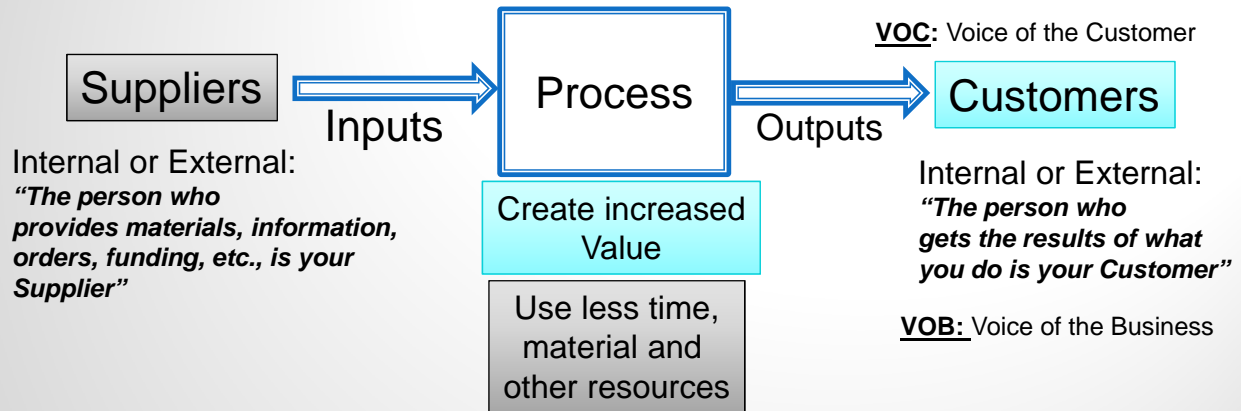 VOC: Voice of the Customer
Suppliers
Inputs
Process
Outputs
Customers
Internal or External:
“The person who
provides materials, information,
orders, funding, etc., is your
Supplier”
Create increased
Value
Use less time,
material and
other resources
Internal or External:
“The person who
gets the results of what
you do is your Customer”
VOB: Voice of the Business